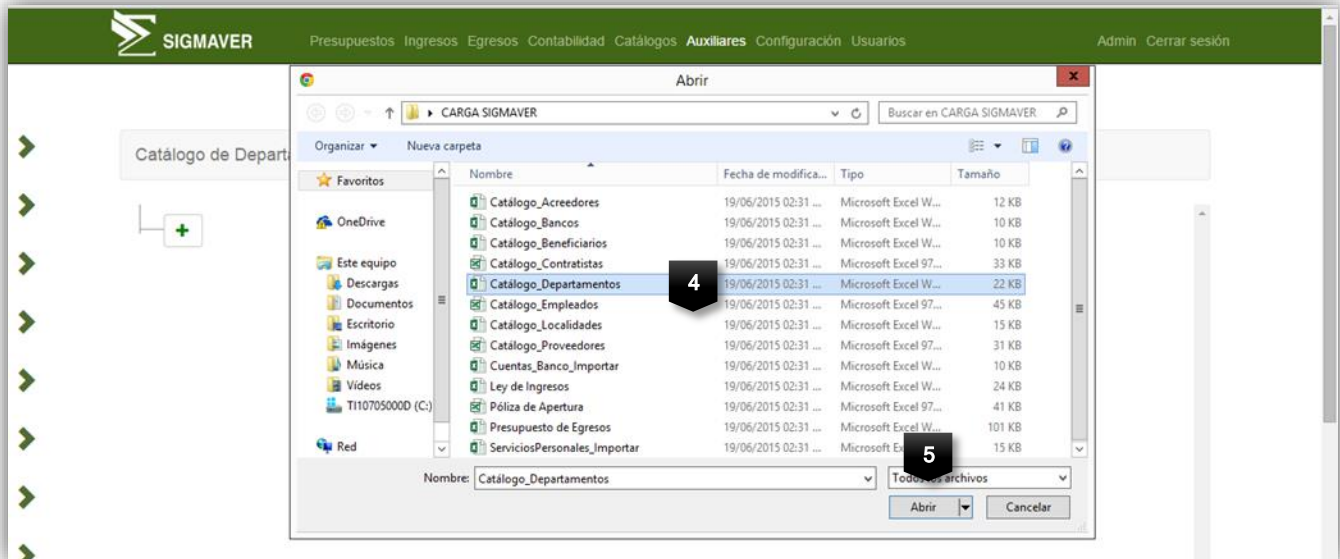 SIGMAVER Presupuestos Ingresos Egresos Contabilidad Catálogos Auxiliares Configuración Usuarios Admin Cerrar sesión
Abrir x
CARGA SIGMAVER Buscar en CARGA SIGMAVER
Catálogo de Depart
Organizar Nueva carpeta
Nombre Fecha de modifica... Tipo Tamaño
Favoritos
OneDrive
Este equipo
Descargas
Documentos
Escritorio
Imágenes
Música
Vídeos
TI10705000D (C:)
Red
Catálogo_Acreedores 19/06/2015 02:31 ... Microsoft Excel W... 12 KB
Catálogo_Bancos 19/06/2015 02:31 ... Microsoft Excel W... 10 KB
Catálogo_Beneficiarios 19/06/2015 02:31 ... Microsoft Excel W... 10 KB
Catálogo_Contratistas 19/06/2015 02:31 ... Microsoft Excel 97... 33 KB
Catálogo_Departamentos 4 19/06/2015 02:31 ... Microsoft Excel W... 22 KB
Catálogo_Empleados 19/06/2015 02:31 ... Microsoft Excel 97... 45 KB
Catálogo_Localidades 19/06/2015 02:31 ... Microsoft Excel W... 15 KB
Catálogo_Proveedores 19/06/2015 02:31 ... Microsoft Excel 97... 31 KB
Cuentas_Banco_Importar 19/06/2015 02:31 ... Microsoft Excel W... 10 KB
Ley de Ingresos 19/06/2015 02:31 ... Microsoft Excel W... 24 KB
Póliza de Apertura 19/06/2015 02:31 ... Microsoft Excel 97... 41 KB
Presupuesto de Egresos 19/06/2015 02:31 ... Microsoft Excel W... 101 KB
ServiciosPersonales_Importar 19/06/2015 02:31 ... Microsoft Ex 15 KB
5
Nombre: Catálogo_Departamentos Todos los archivos
Abrir Cancelar